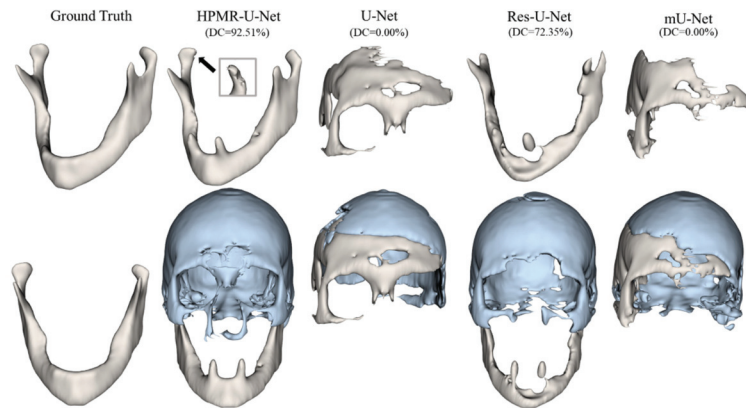 Ground Truth
HPMR-U-Net
(DC=92.51%)
U-Net
(DC=0.00%)
Res-U-Net
(DC=72.35%)
mU-Net
(DC=0.00%)